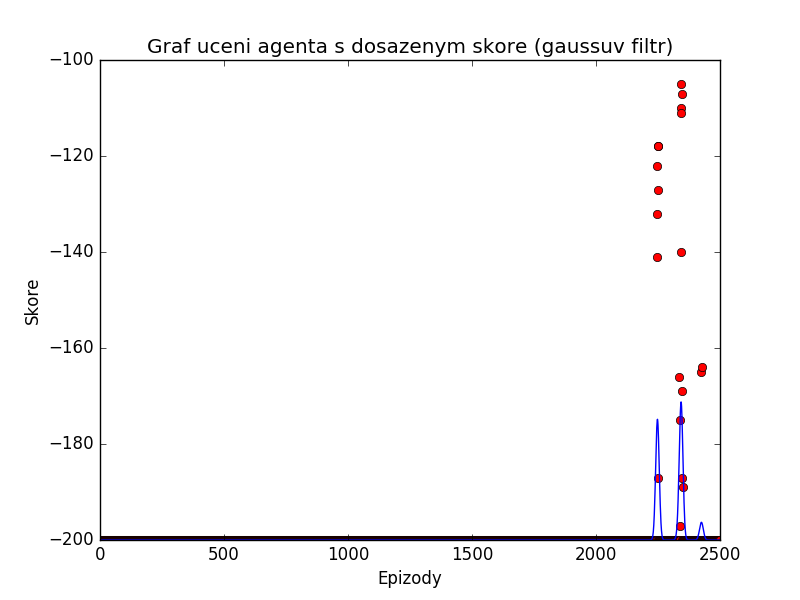 Graf uceni agenta s dosazenym skore (gaussuv filtr)
−100
−120
−140
−160
−180
−200
Skore
0 500 1000 1500 2000 2500
Epizody